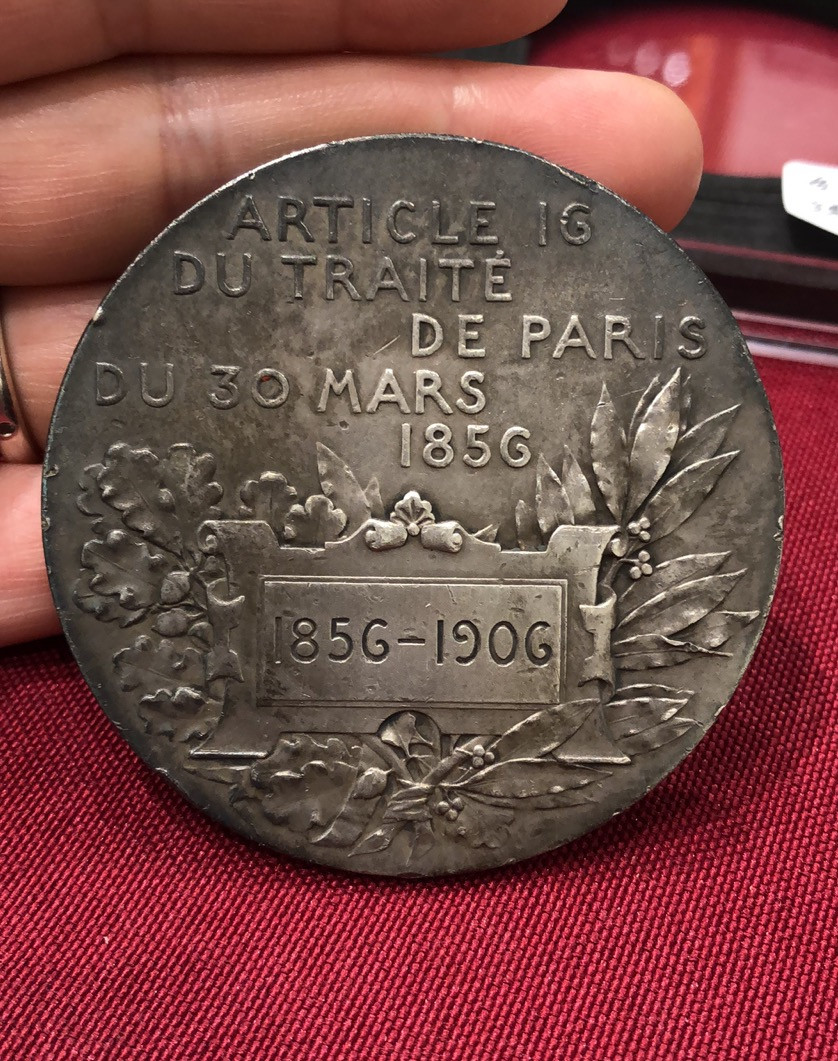 ARTICLE 16
DU TRAITÉ
DE PARIS
DU 30 MARS
1856
1856-1906